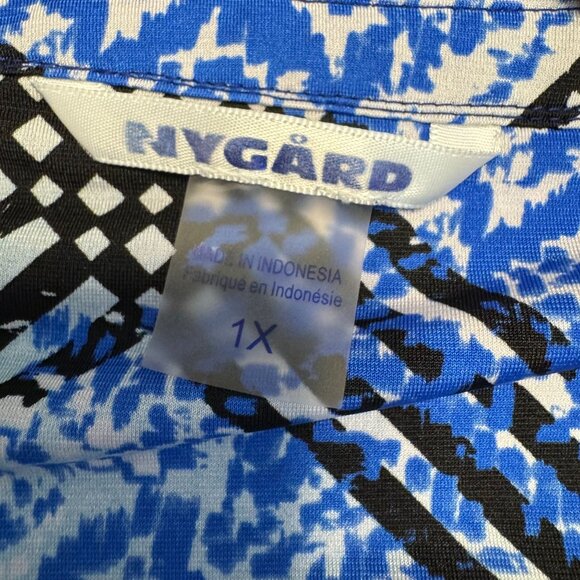 NYGÅRD
MADE IN INDONESIA
Fabriqué en Indonésie
1X